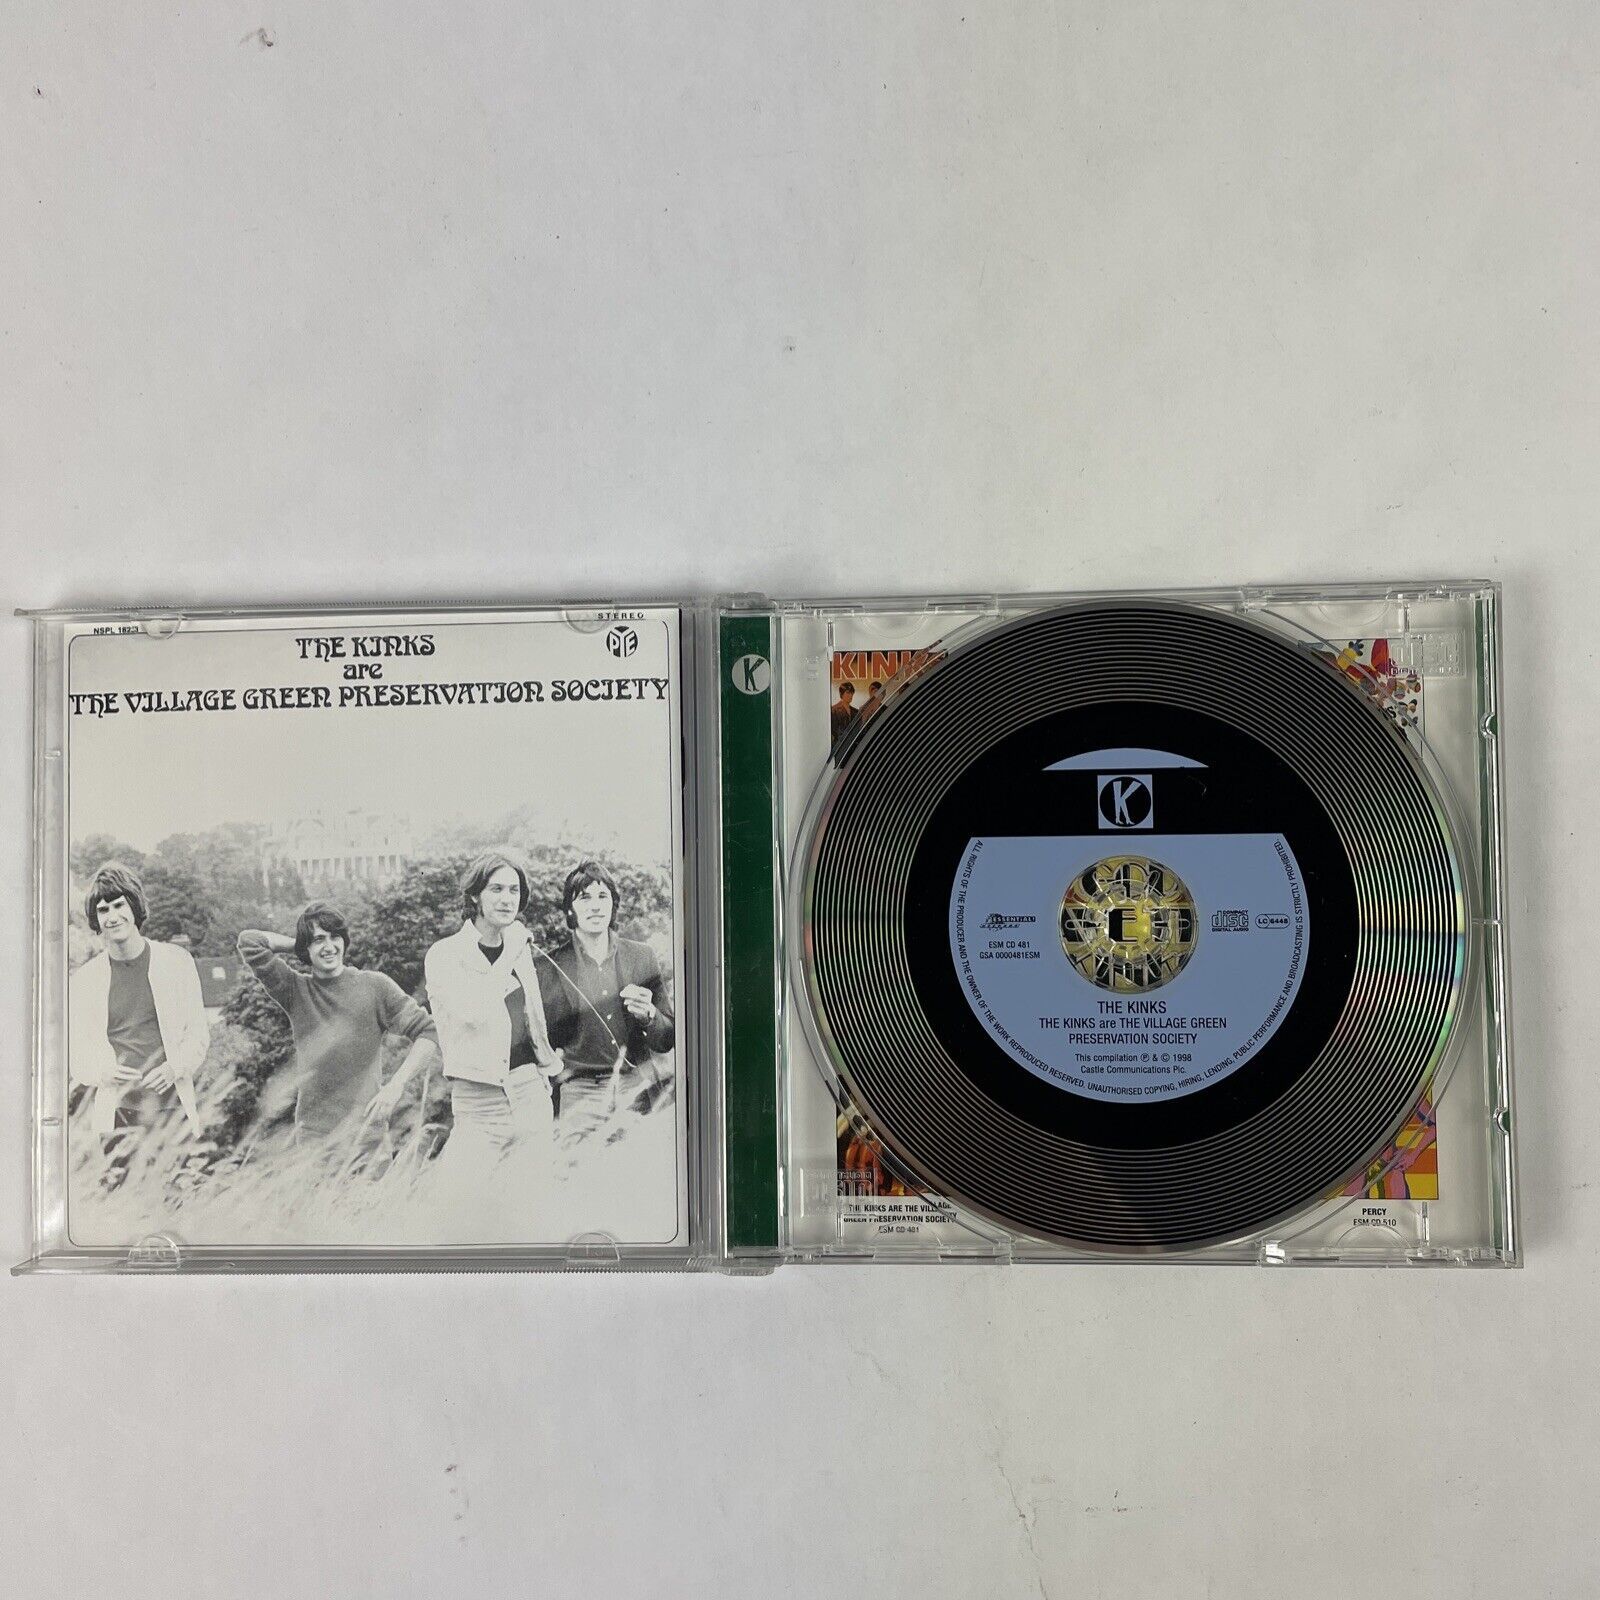 NSPL 182
STEREO
PYE
THE KINKS
are
THE VILLAGE GREEN PRESERVATION SOCIETY
K
KINKS
K
ESSENTIAL!
ESM CD 481
GSA 0000481ESM
COMPACT
disc
DIGITAL AUDIO
LC 6448
THE KINKS
THE KINKS are THE VILLAGE GREEN
PRESERVATION SOCIETY
This compilation ℗ & © 1998
Castle Communications Plc.
ALL RIGHTS OF THE PRODUCER AND THE OWNER OF THE WORK REPRODUCED RESERVED. UNAUTHORISED COPYING, HIRING, LENDING, PUBLIC PERFORMANCE AND BROADCASTING IS STRICTLY PROHIBITED.
THE KINKS ARE THE VILLAGE
GREEN PRESERVATION SOCIETY
ESM CD 481
PERCY
ESM CD 510